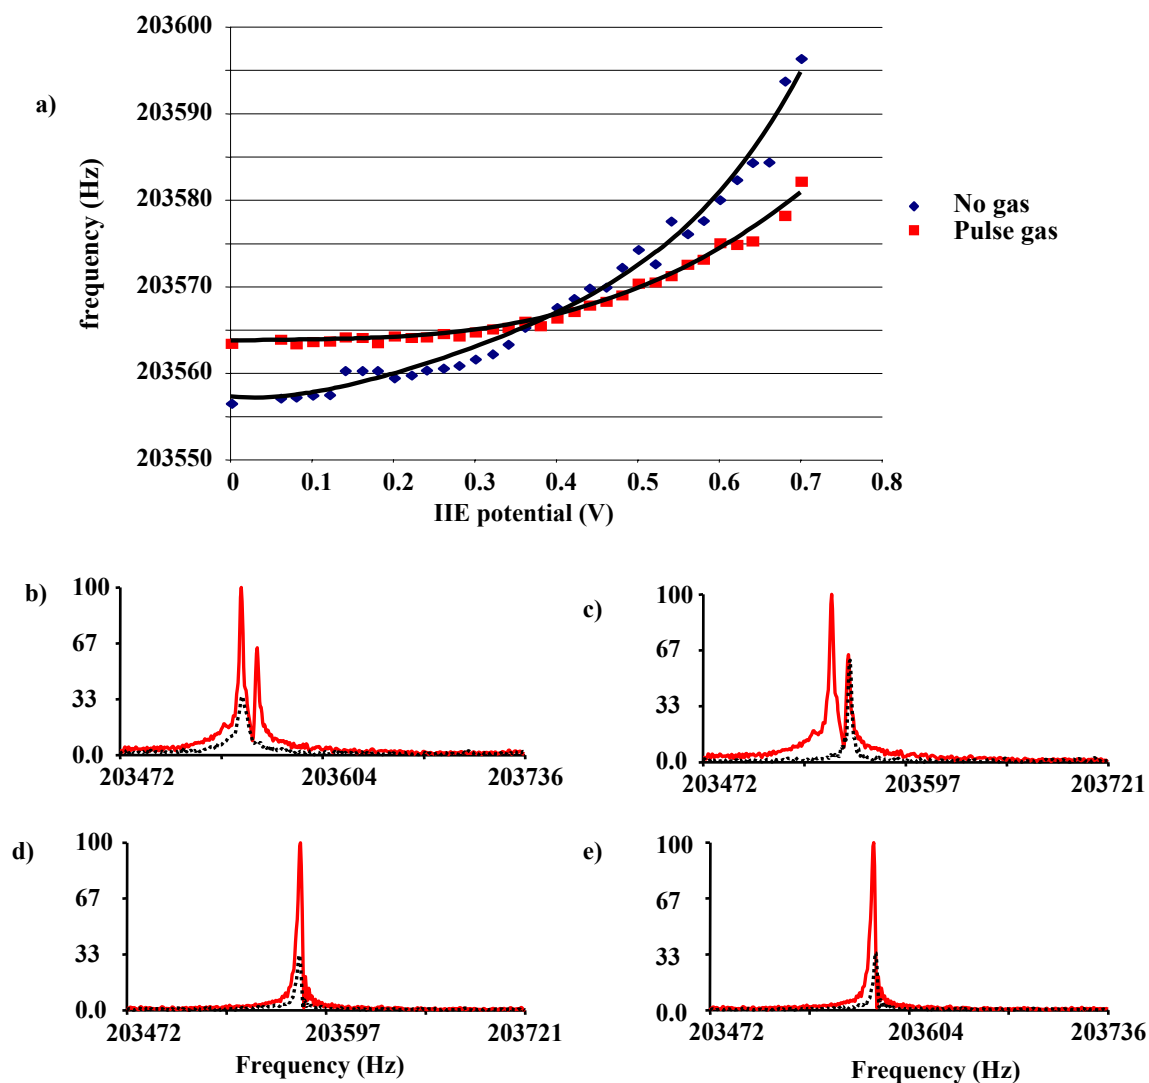 a)
frequency (Hz)
203600
203590
203580
203570
203560
203550
0 0.1 0.2 0.3 0.4 0.5 0.6 0.7 0.8
IIE potential (V)
No gas
Pulse gas
b)
100
67
33
0.0
203472 203604 203736
c)
100
67
33
0.0
203472 203597 203721
d)
100
67
33
0.0
203472 203597 203721
Frequency (Hz)
e)
100
67
33
0.0
203472 203604 203736
Frequency (Hz)